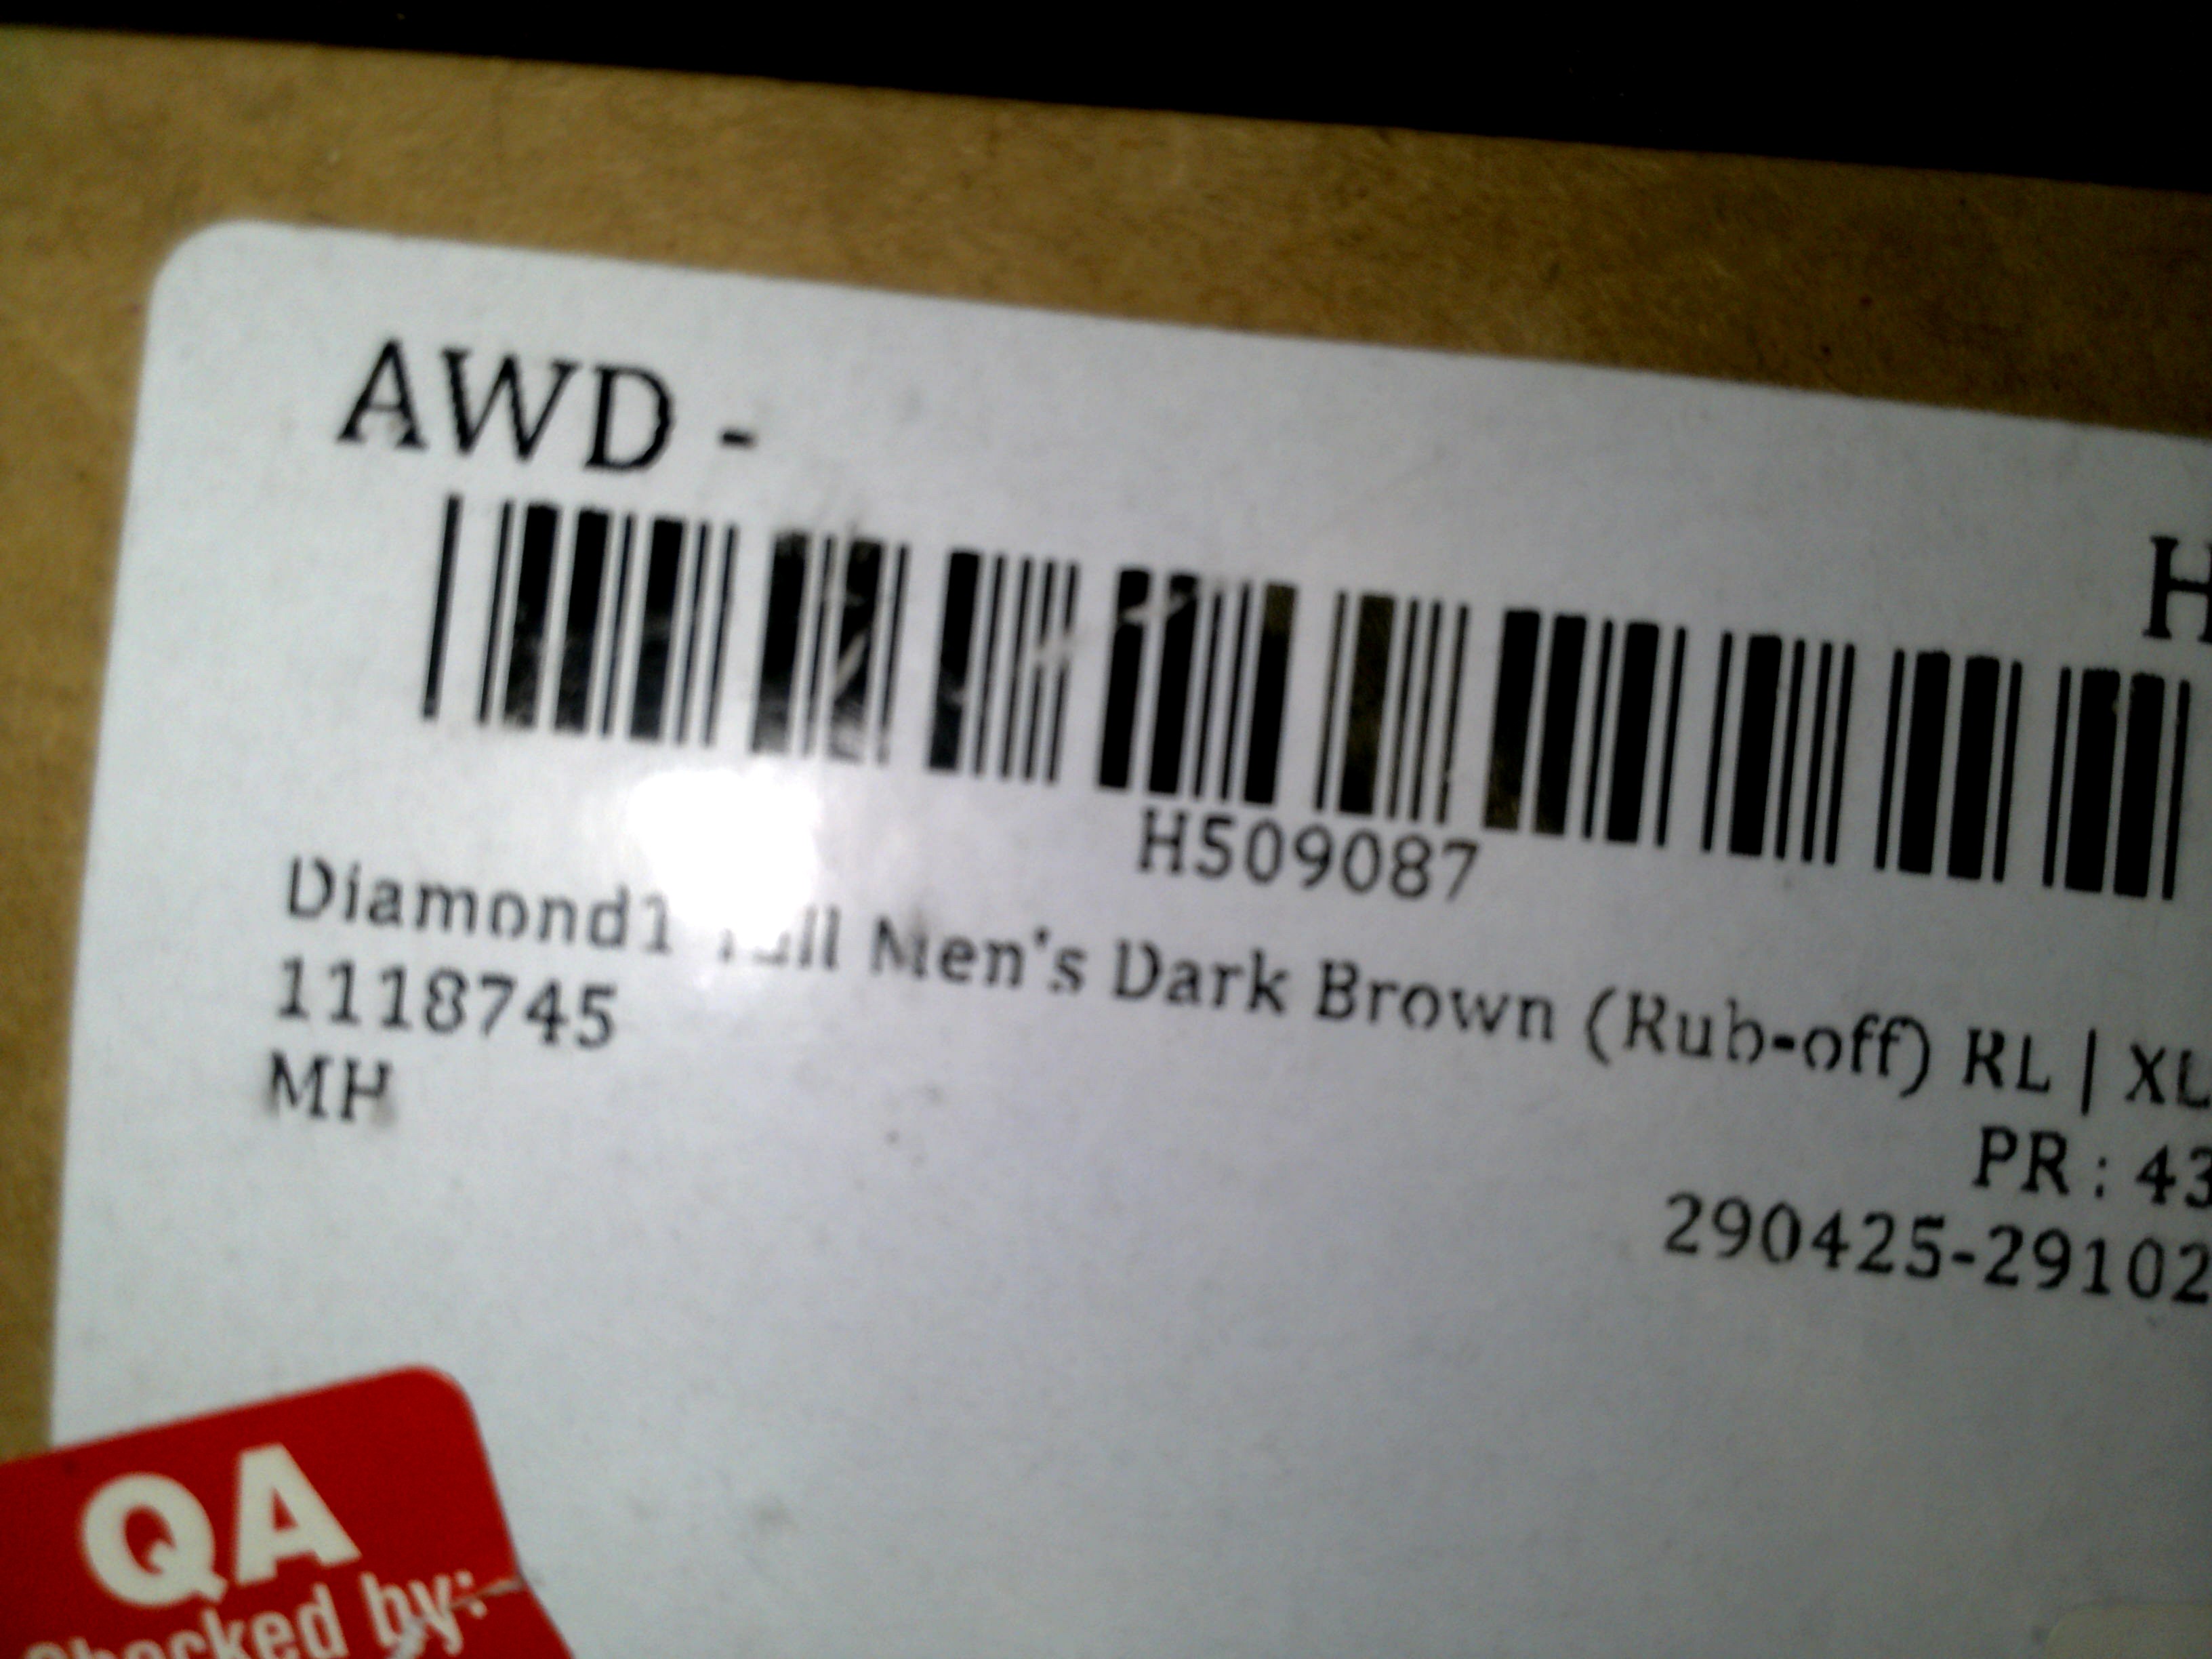 AWD -
H
H509087
Diamond1 Men's Dark Brown (Rub-off) RL | XL
1118745
MH
PR : 43
290425-29102
QA
Checked by: